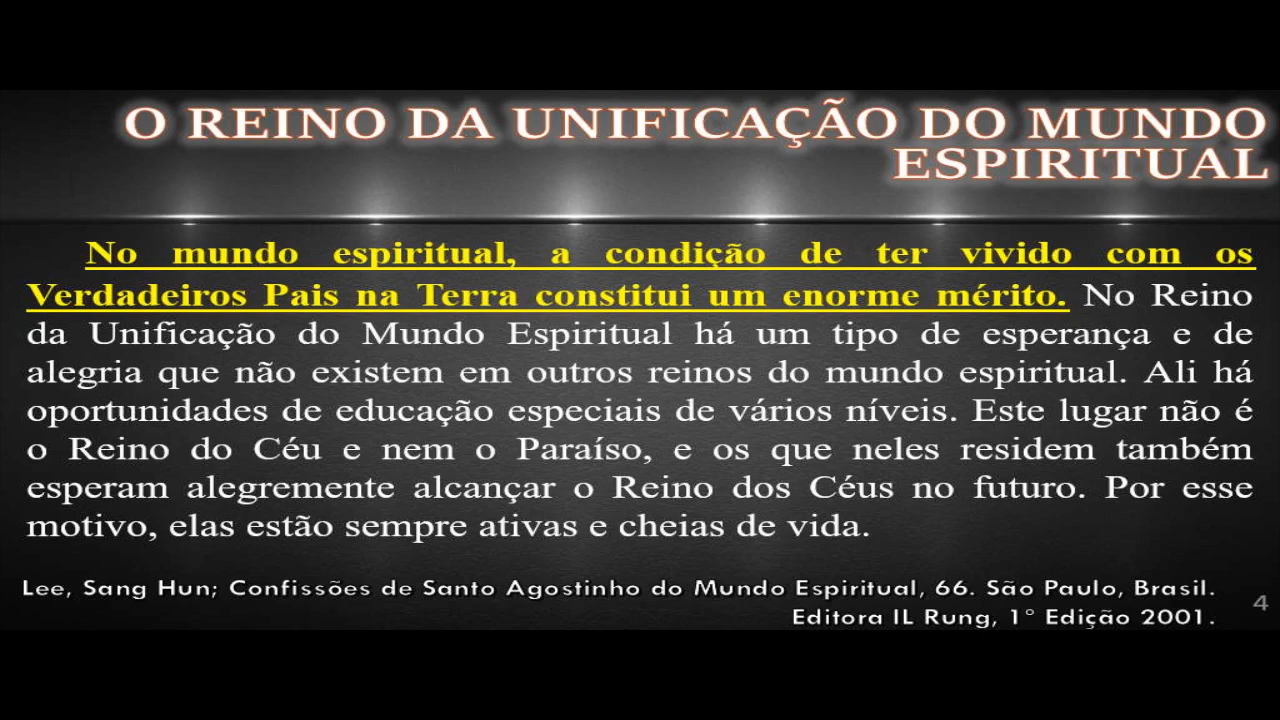 O REINO DA UNIFICAÇÃO DO MUNDO
ESPIRITUAL
No mundo espiritual, a condição de ter vivido com os
Verdadeiros Pais na Terra constitui um enorme mérito. No Reino
da Unificação do Mundo Espiritual há um tipo de esperança e de
alegria que não existem em outros reinos do mundo espiritual. Ali há
oportunidades de educação especiais de vários níveis. Este lugar não é
o Reino do Céu e nem o Paraíso, e os que neles residem também
esperam alegremente alcançar o Reino dos Céus no futuro. Por esse
motivo, elas estão sempre ativas e cheias de vida.
Lee, Sang Hun; Confissões de Santo Agostinho do Mundo Espiritual, 66. São Paulo, Brasil.
Editora IL Rung, 1° Edição 2001.
4